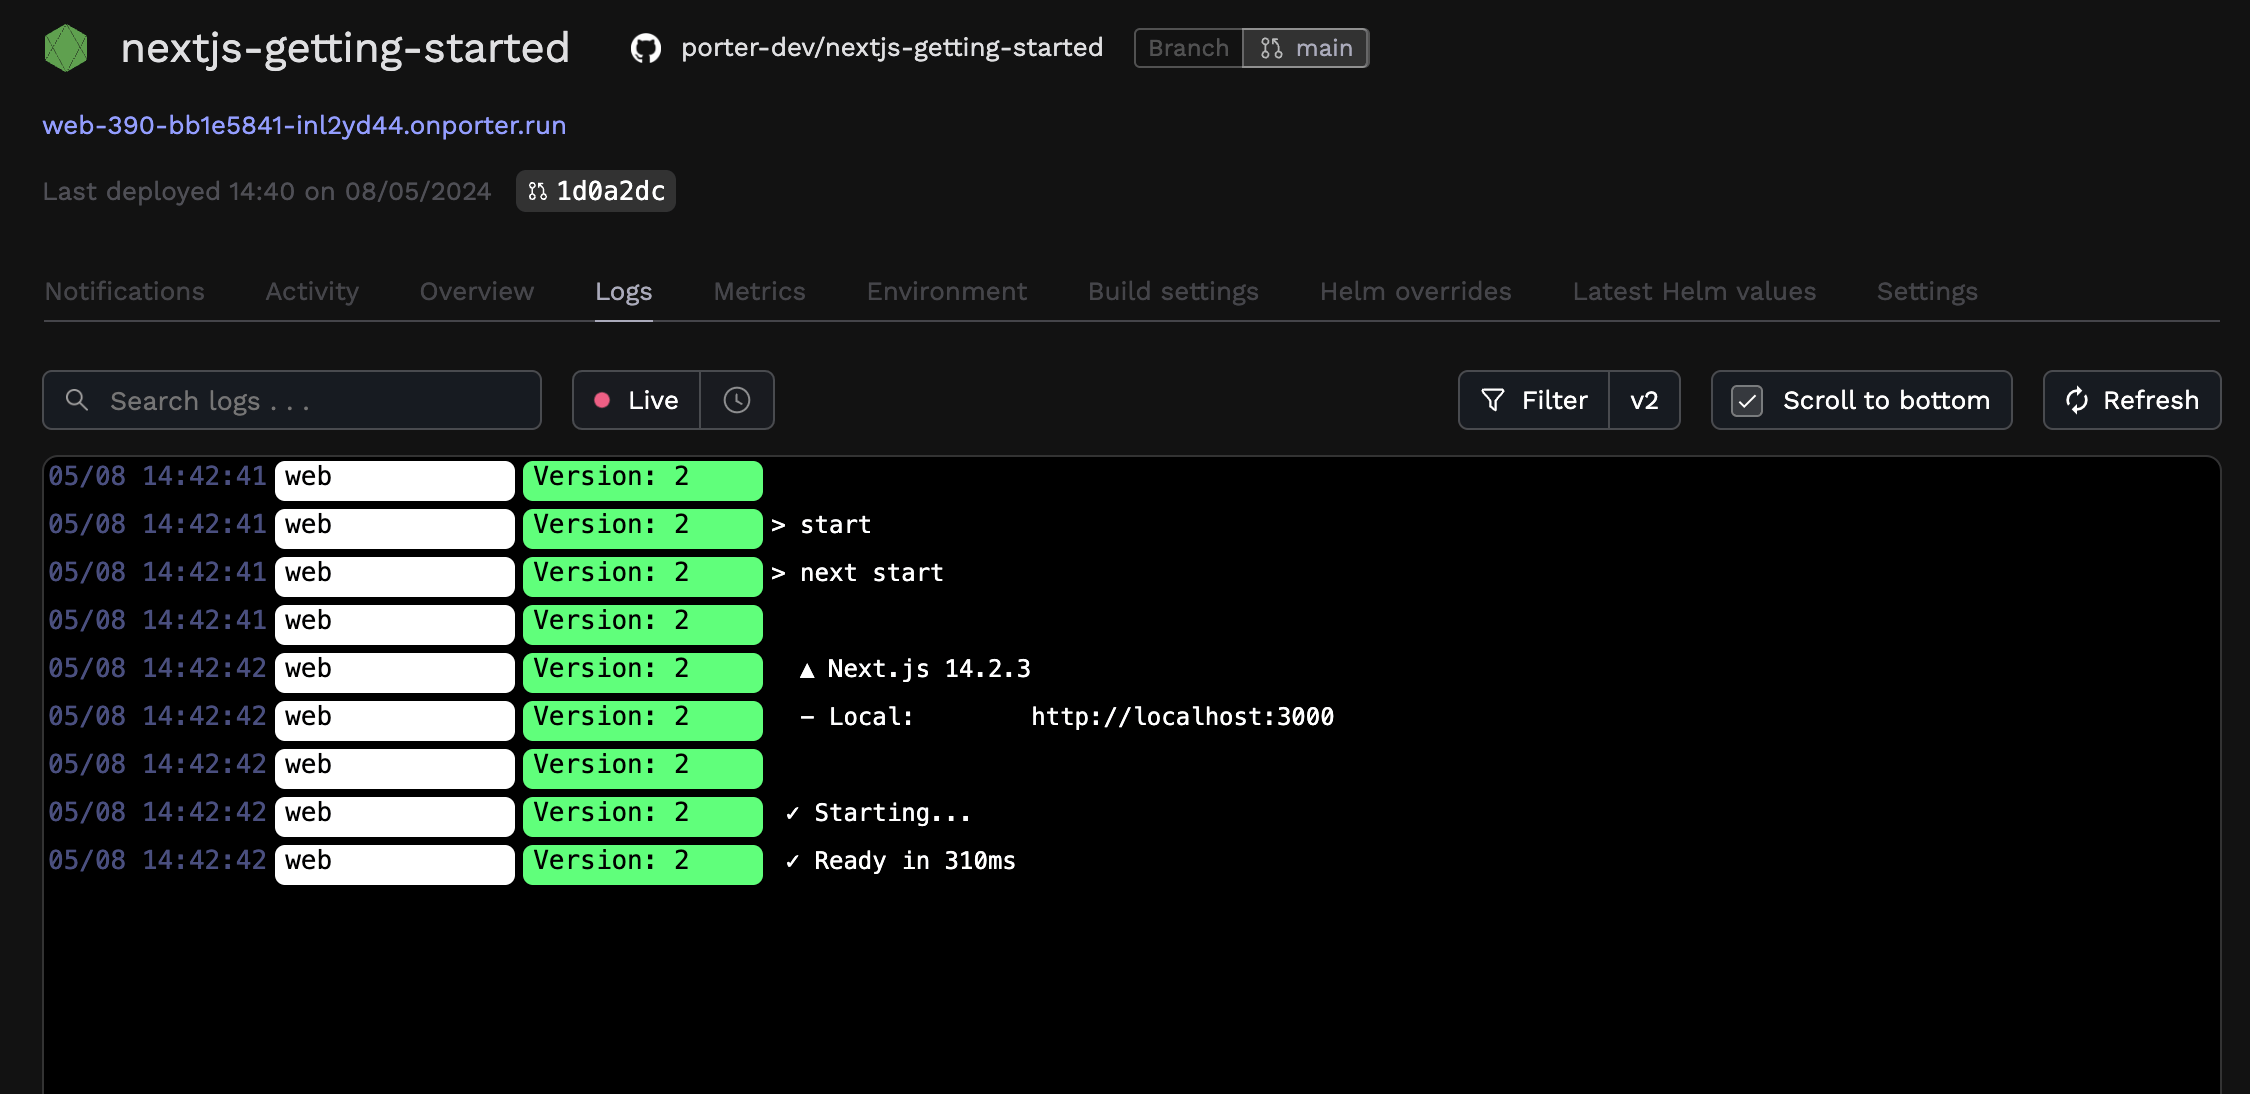 nextjs-getting-started porter-dev/nextjs-getting-started Branch main
web-390-bb1e5841-inl2yd44.onporter.run
Last deployed 14:40 on 08/05/2024 1d0a2dc
Notifications Activity Overview Logs Metrics Environment Build settings Helm overrides Latest Helm values Settings
Search logs . . . Live Filter v2 Scroll to bottom Refresh
05/08 14:42:41 web Version: 2
05/08 14:42:41 web Version: 2 > start
05/08 14:42:41 web Version: 2 > next start
05/08 14:42:41 web Version: 2
05/08 14:42:42 web Version: 2 ▲ Next.js 14.2.3
05/08 14:42:42 web Version: 2 - Local: http://localhost:3000
05/08 14:42:42 web Version: 2
05/08 14:42:42 web Version: 2 ✓ Starting...
05/08 14:42:42 web Version: 2 ✓ Ready in 310ms